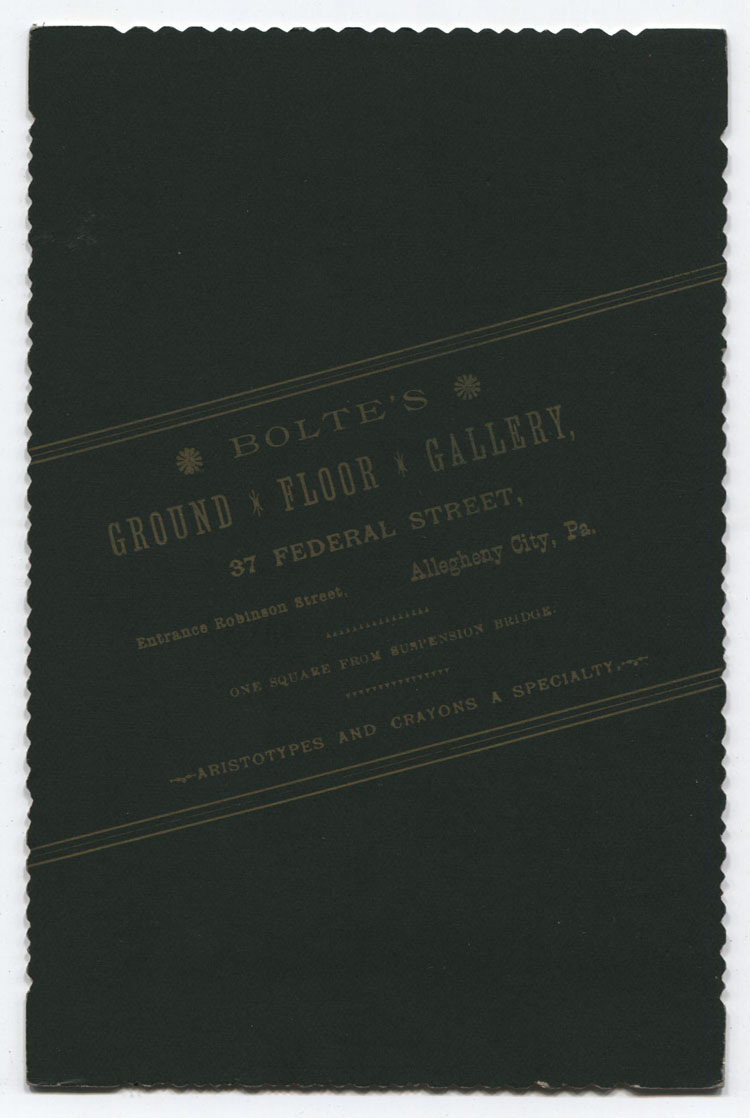 BOLTE'S
GROUND FLOOR GALLERY,
37 FEDERAL STREET,
Entrance Robinson Street, Allegheny City, Pa.
ONE SQUARE FROM SUSPENSION BRIDGE.
ARISTOTYPES AND CRAYONS A SPECIALTY.